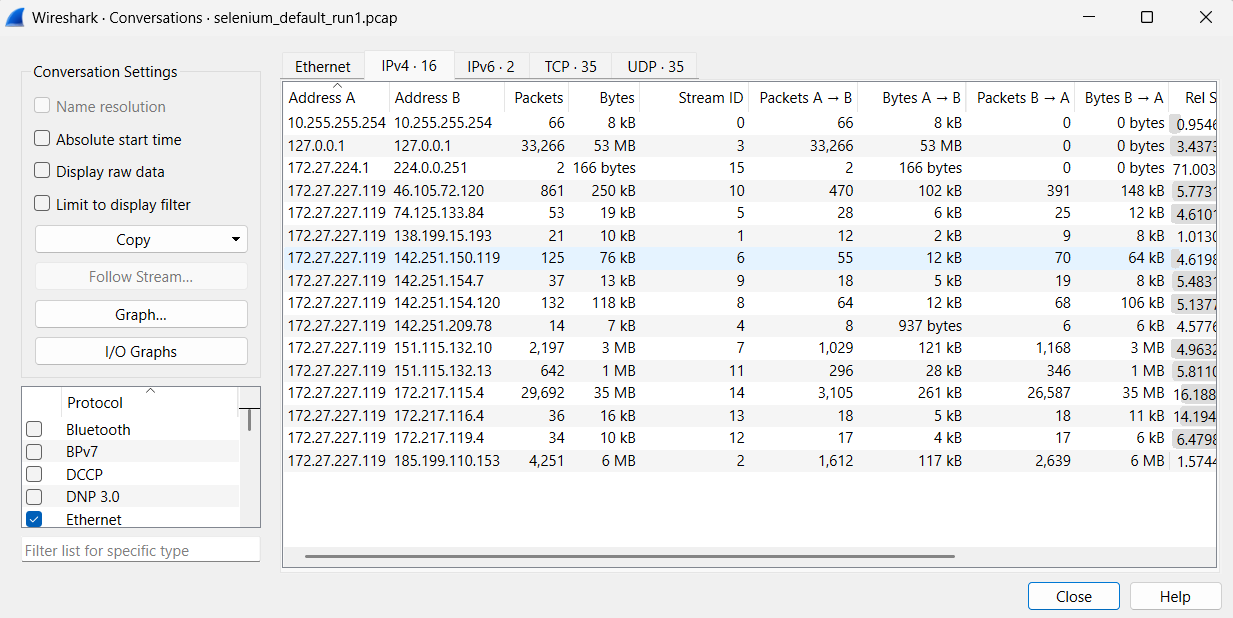 Wireshark · Conversations · selenium_default_run1.pcap
Conversation Settings
Name resolution
Absolute start time
Display raw data
Limit to display filter
Copy
Follow Stream...
Graph...
I/O Graphs
Protocol
Bluetooth
BPv7
DCCP
DNP 3.0
Ethernet
Filter list for specific type
Ethernet IPv4 · 16 IPv6 · 2 TCP · 35 UDP · 35
Address A Address B Packets Bytes Stream ID Packets A → B Bytes A → B Packets B → A Bytes B → A Rel S
10.255.255.254 10.255.255.254 66 8 kB 0 66 8 kB 0 0 bytes 0.9546
127.0.0.1 127.0.0.1 33,266 53 MB 3 33,266 53 MB 0 0 bytes 3.4373
172.27.224.1 224.0.0.251 2 166 bytes 15 2 166 bytes 0 0 bytes 71.003
172.27.227.119 46.105.72.120 861 250 kB 10 470 102 kB 391 148 kB 5.7731
172.27.227.119 74.125.133.84 53 19 kB 5 28 6 kB 25 12 kB 4.6101
172.27.227.119 138.199.15.193 21 10 kB 1 12 2 kB 9 8 kB 1.0130
172.27.227.119 142.251.150.119 125 76 kB 6 55 12 kB 70 64 kB 4.6198
172.27.227.119 142.251.154.7 37 13 kB 9 18 5 kB 19 8 kB 5.4831
172.27.227.119 142.251.154.120 132 118 kB 8 64 12 kB 68 106 kB 5.1377
172.27.227.119 142.251.209.78 14 7 kB 4 8 937 bytes 6 6 kB 4.5776
172.27.227.119 151.115.132.10 2,197 3 MB 7 1,029 121 kB 1,168 3 MB 4.9632
172.27.227.119 151.115.132.13 642 1 MB 11 296 28 kB 346 1 MB 5.8110
172.27.227.119 172.217.115.4 29,692 35 MB 14 3,105 261 kB 26,587 35 MB 16.188
172.27.227.119 172.217.116.4 36 16 kB 13 18 5 kB 18 11 kB 14.194
172.27.227.119 172.217.119.4 34 10 kB 12 17 4 kB 17 6 kB 6.4798
172.27.227.119 185.199.110.153 4,251 6 MB 2 1,612 117 kB 2,639 6 MB 1.5744
Close Help